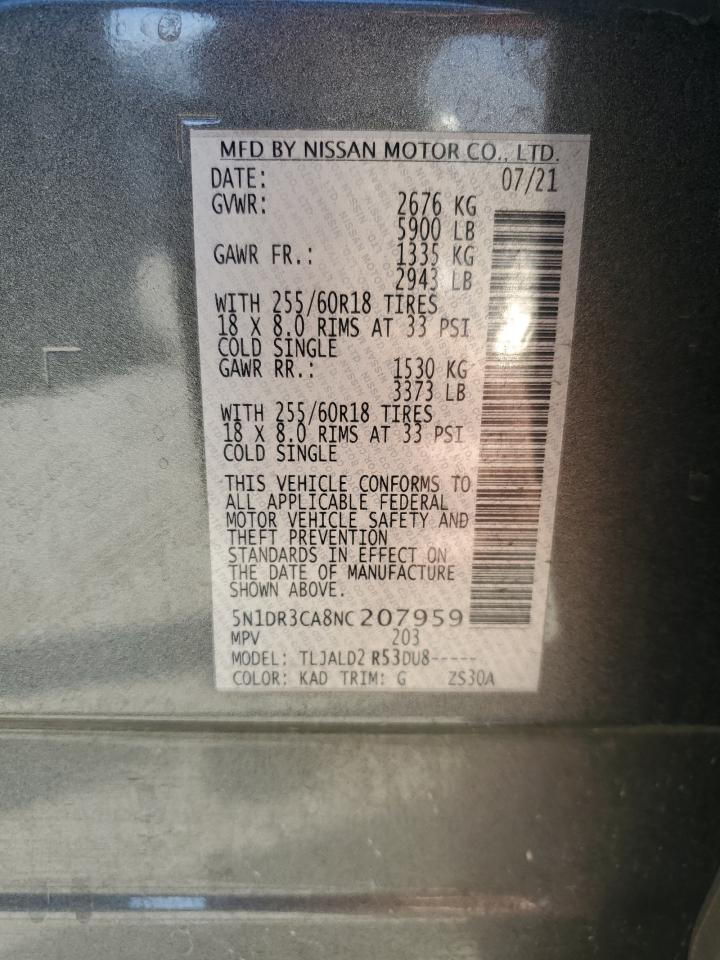 MFD BY NISSAN MOTOR CO., LTD.
DATE: 07/21
GVWR: 2676 KG
5900 LB
GAWR FR.: 1335 KG
2943 LB
WITH 255/60R18 TIRES
18 X 8.0 RIMS AT 33 PSI
COLD SINGLE
GAWR RR.: 1530 KG
3373 LB
WITH 255/60R18 TIRES
18 X 8.0 RIMS AT 33 PSI
COLD SINGLE
THIS VEHICLE CONFORMS TO
ALL APPLICABLE FEDERAL
MOTOR VEHICLE SAFETY AND
THEFT PREVENTION
STANDARDS IN EFFECT ON
THE DATE OF MANUFACTURE
SHOWN ABOVE.
5N1DR3CA8NC207959
MPV 203
MODEL: TLJALD2 R53DU8-----
COLOR: KAD TRIM: G ZS30A